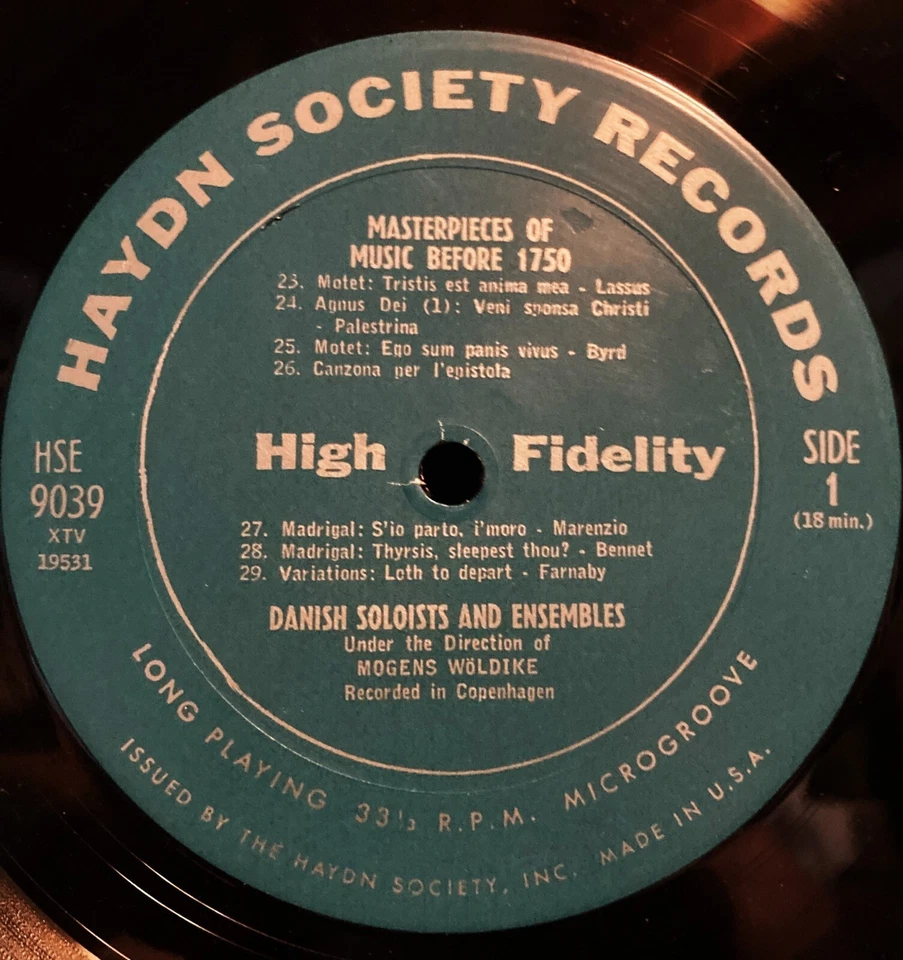 HAYDN SOCIETY RECORDS
MASTERPIECES OF
MUSIC BEFORE 1750
23. Motet: Tristis est anima mea - Lassus
24. Agnus Dei (1): Veni sponsa Christi
- Palestrina
25. Motet: Ego sum panis vivus - Byrd
26. Canzona per l'epistola
High Fidelity
HSE
9039
XTV
19531
SIDE
1
(18 min.)
27. Madrigal: S'io parto, i'moro - Marenzio
28. Madrigal: Thyrsis, sleepest thou? - Bennet
29. Variations: Loth to depart - Farnaby
DANISH SOLOISTS AND ENSEMBLES
Under the Direction of
MOGENS WöLDIKE
Recorded in Copenhagen
LONG PLAYING 33⅓ R.P.M. MICROGROOVE
ISSUED BY THE HAYDN SOCIETY, INC. MADE IN U.S.A.